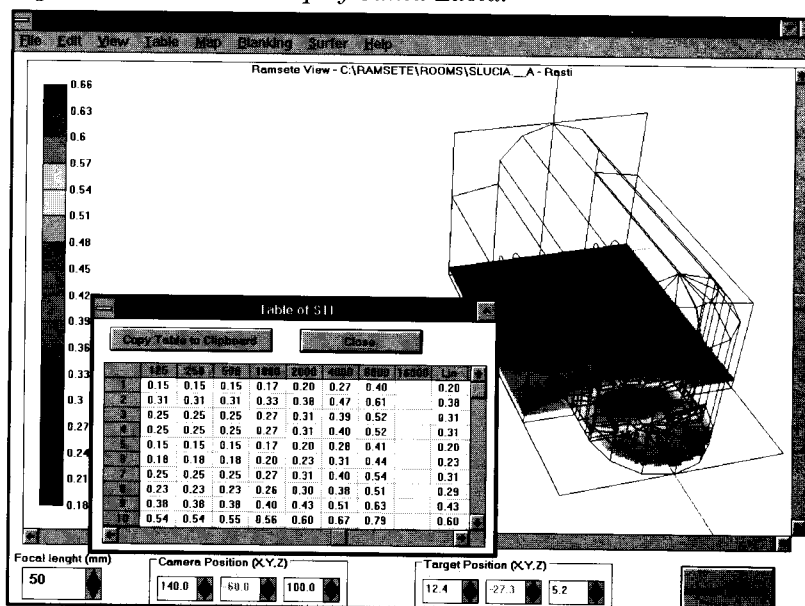 File Edit View Table Map Blanking Surfer Help
Ramsete View - C:\RAMSETE\ROOMS\SLUCIA.__A - Rasti
0.66
0.63
0.6
0.57
0.54
0.51
0.48
0.45
0.42
0.39
0.36
0.33
0.3
0.27
0.24
0.21
0.18
Table of STI
Copy Table to Clipboard Close
125 250 500 1000 2000 4000 8000 16000 Lin
1 0.15 0.15 0.15 0.17 0.20 0.27 0.40 0.20
2 0.31 0.31 0.31 0.33 0.38 0.47 0.61 0.38
3 0.25 0.25 0.25 0.27 0.31 0.39 0.52 0.31
4 0.25 0.25 0.25 0.27 0.31 0.40 0.52 0.31
5 0.15 0.15 0.15 0.17 0.20 0.28 0.41 0.20
6 0.18 0.18 0.18 0.20 0.23 0.31 0.44 0.23
7 0.25 0.25 0.25 0.27 0.31 0.40 0.54 0.31
8 0.23 0.23 0.23 0.26 0.30 0.38 0.51 0.29
9 0.38 0.38 0.38 0.40 0.43 0.51 0.63 0.43
10 0.54 0.54 0.55 0.56 0.60 0.67 0.79 0.60
Focal lenght (mm) Camera Position (X,Y,Z) Target Position (X,Y,Z)
50 140.0 -60.0 100.0 12.4 -27.3 5.2